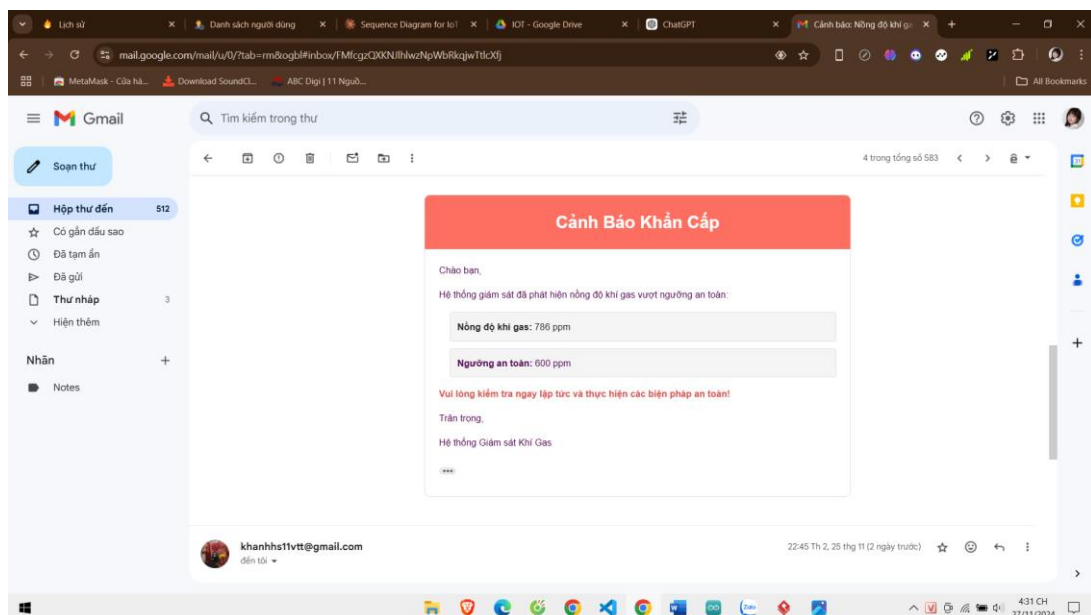 Lịch sử
Danh sách người dùng
Sequence Diagram for IoT
IOT - Google Drive
ChatGPT
Cảnh báo: Nồng độ khí ga
mail.google.com/mail/u/0/?tab=rm&ogbl#inbox/FMfcgzQXKNJlhlwzNpWbRkqjwTtlcXfj
MetaMask - Cửa hà...
Download SoundCl...
ABC Digi | 11 Nguồ...
All Bookmarks
Gmail
Tìm kiếm trong thư
Soạn thư
4 trong tổng số 583
Hộp thư đến 512
Có gắn dấu sao
Đã tạm ẩn
Đã gửi
Thư nháp 3
Hiện thêm
Nhãn
Notes
Cảnh Báo Khẩn Cấp
Chào bạn,
Hệ thống giám sát đã phát hiện nồng độ khí gas vượt ngưỡng an toàn:
Nồng độ khí gas: 786 ppm
Ngưỡng an toàn: 600 ppm
Vui lòng kiểm tra ngay lập tức và thực hiện các biện pháp an toàn!
Trân trọng,
Hệ thống Giám sát Khí Gas
khanhhs11vtt@gmail.com
22:45 Th 2, 25 thg 11 (2 ngày trước)
đến tôi
Zalo
4:31 CH
27/11/2024